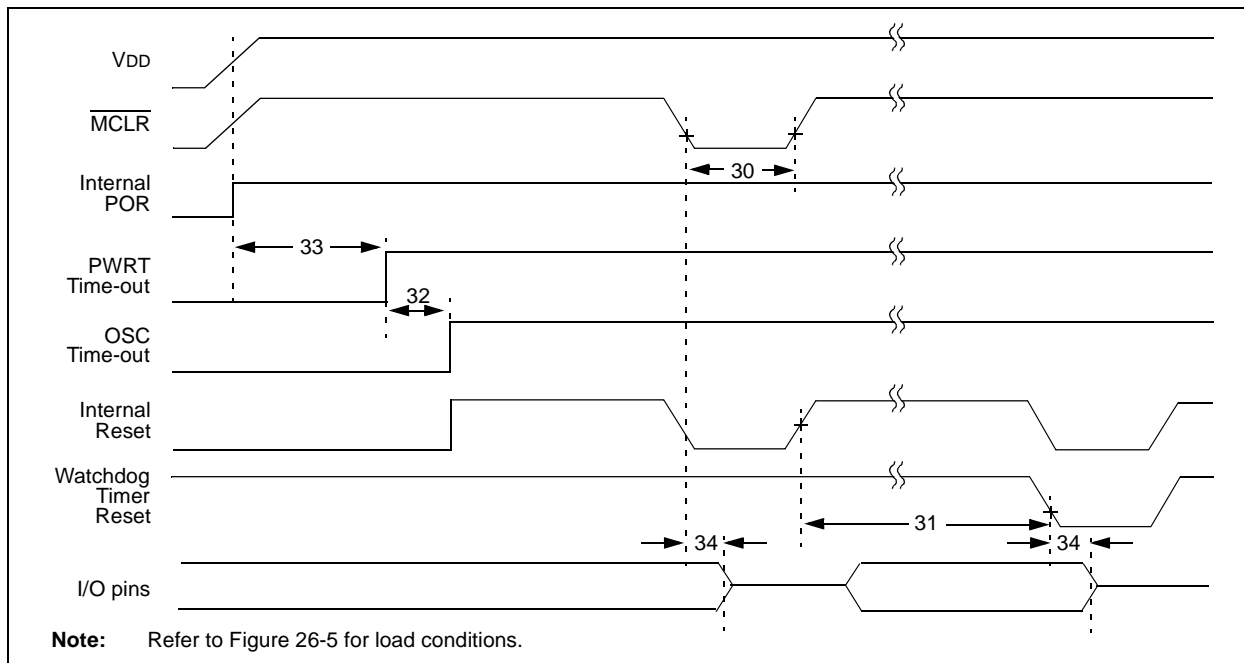 VDD
MCLR
30
Internal
POR
33
PWRT
Time-out
32
OSC
Time-out
Internal
Reset
Watchdog
Timer
Reset
31
34
34
I/O pins
Note: Refer to Figure 26-5 for load conditions.